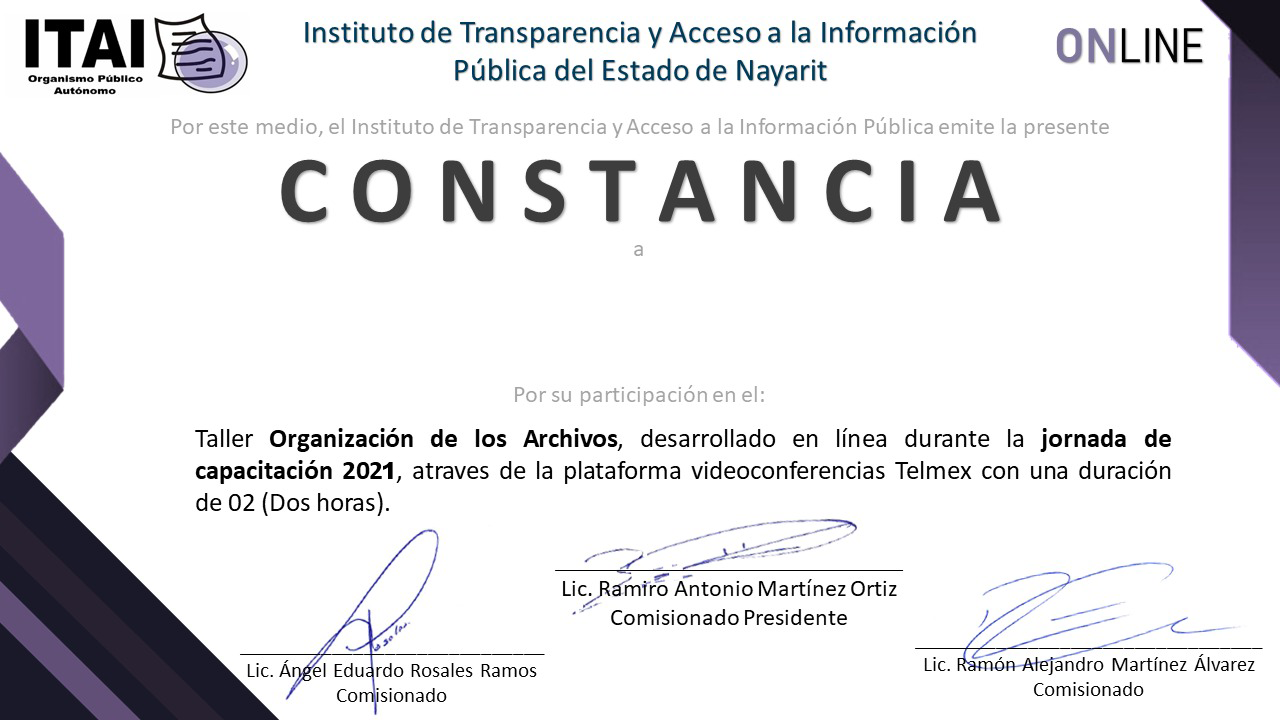 ITAI
Organismo Público
Autónomo
Instituto de Transparencia y Acceso a la Información
Pública del Estado de Nayarit
ONLINE
Por este medio, el Instituto de Transparencia y Acceso a la Información Pública emite la presente
CONSTANCIA
a
Por su participación en el:
Taller Organización de los Archivos, desarrollado en línea durante la jornada de
capacitación 2021, atraves de la plataforma videoconferencias Telmex con una duración
de 02 (Dos horas).
Lic. Ramiro Antonio Martínez Ortiz
Comisionado Presidente
Lic. Ángel Eduardo Rosales Ramos
Comisionado
Lic. Ramón Alejandro Martínez Álvarez
Comisionado